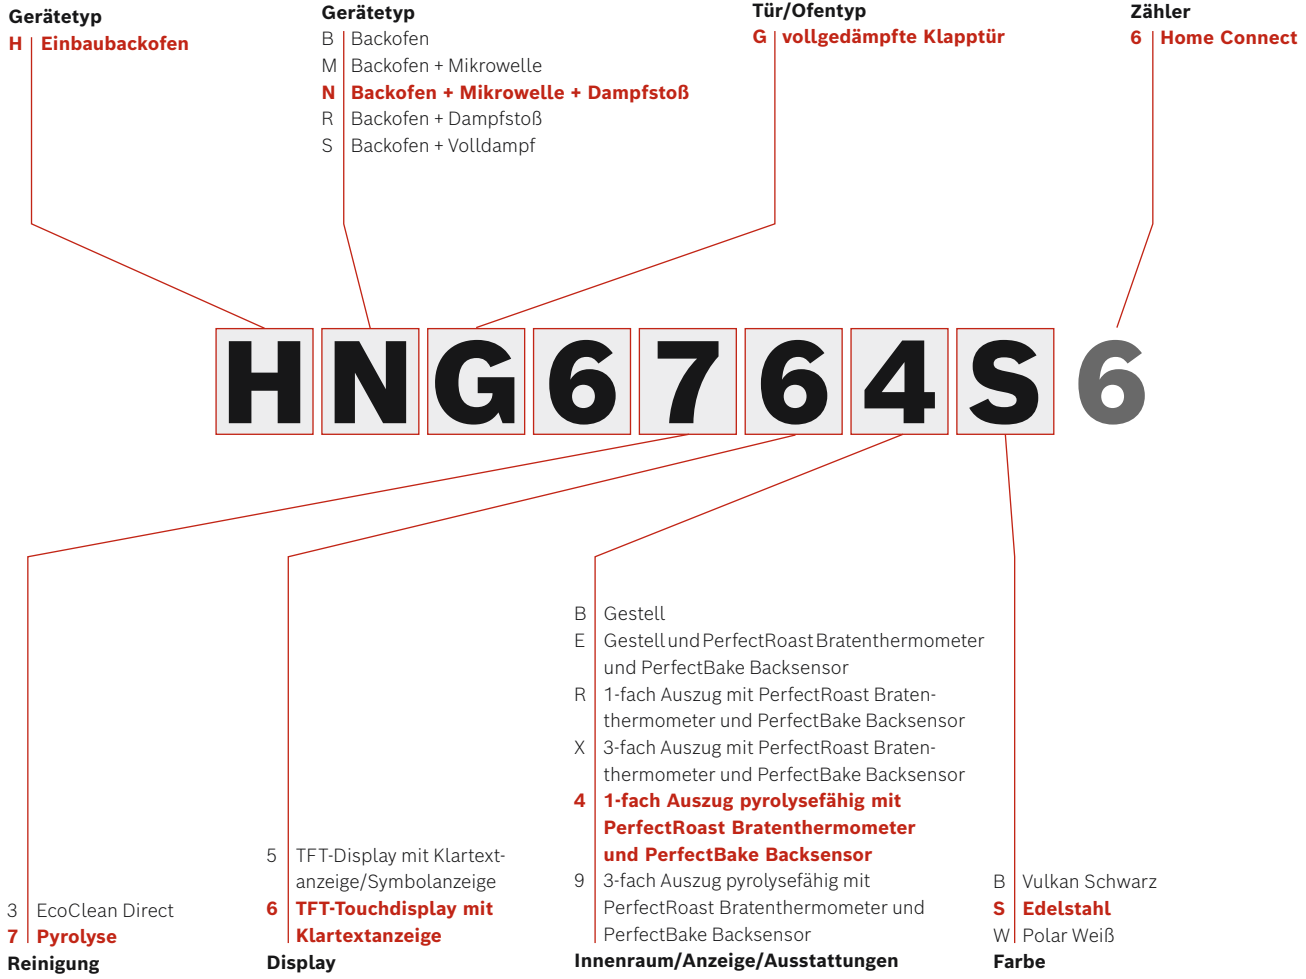 Gerätetyp
H Einbaubackofen
Gerätetyp
B Backofen
M Backofen + Mikrowelle
N Backofen + Mikrowelle + Dampfstoß
R Backofen + Dampfstoß
S Backofen + Volldampf
Tür/Ofentyp
G vollgedämpfte Klapptür
Zähler
6 Home Connect
HNG6764S6
3 EcoClean Direct
7 Pyrolyse
Reinigung
5 TFT-Display mit Klartext-
anzeige/Symbolanzeige
6 TFT-Touchdisplay mit
Klartextanzeige
Display
B Gestell
E Gestell und PerfectRoast Bratenthermometer
und PerfectBake Backsensor
R 1-fach Auszug mit PerfectRoast Braten-
thermometer und PerfectBake Backsensor
X 3-fach Auszug mit PerfectRoast Braten-
thermometer und PerfectBake Backsensor
4 1-fach Auszug pyrolysefähig mit
PerfectRoast Bratenthermometer
und PerfectBake Backsensor
9 3-fach Auszug pyrolysefähig mit
PerfectRoast Bratenthermometer und
PerfectBake Backsensor
Innenraum/Anzeige/Ausstattungen
B Vulkan Schwarz
S Edelstahl
W Polar Weiß
Farbe